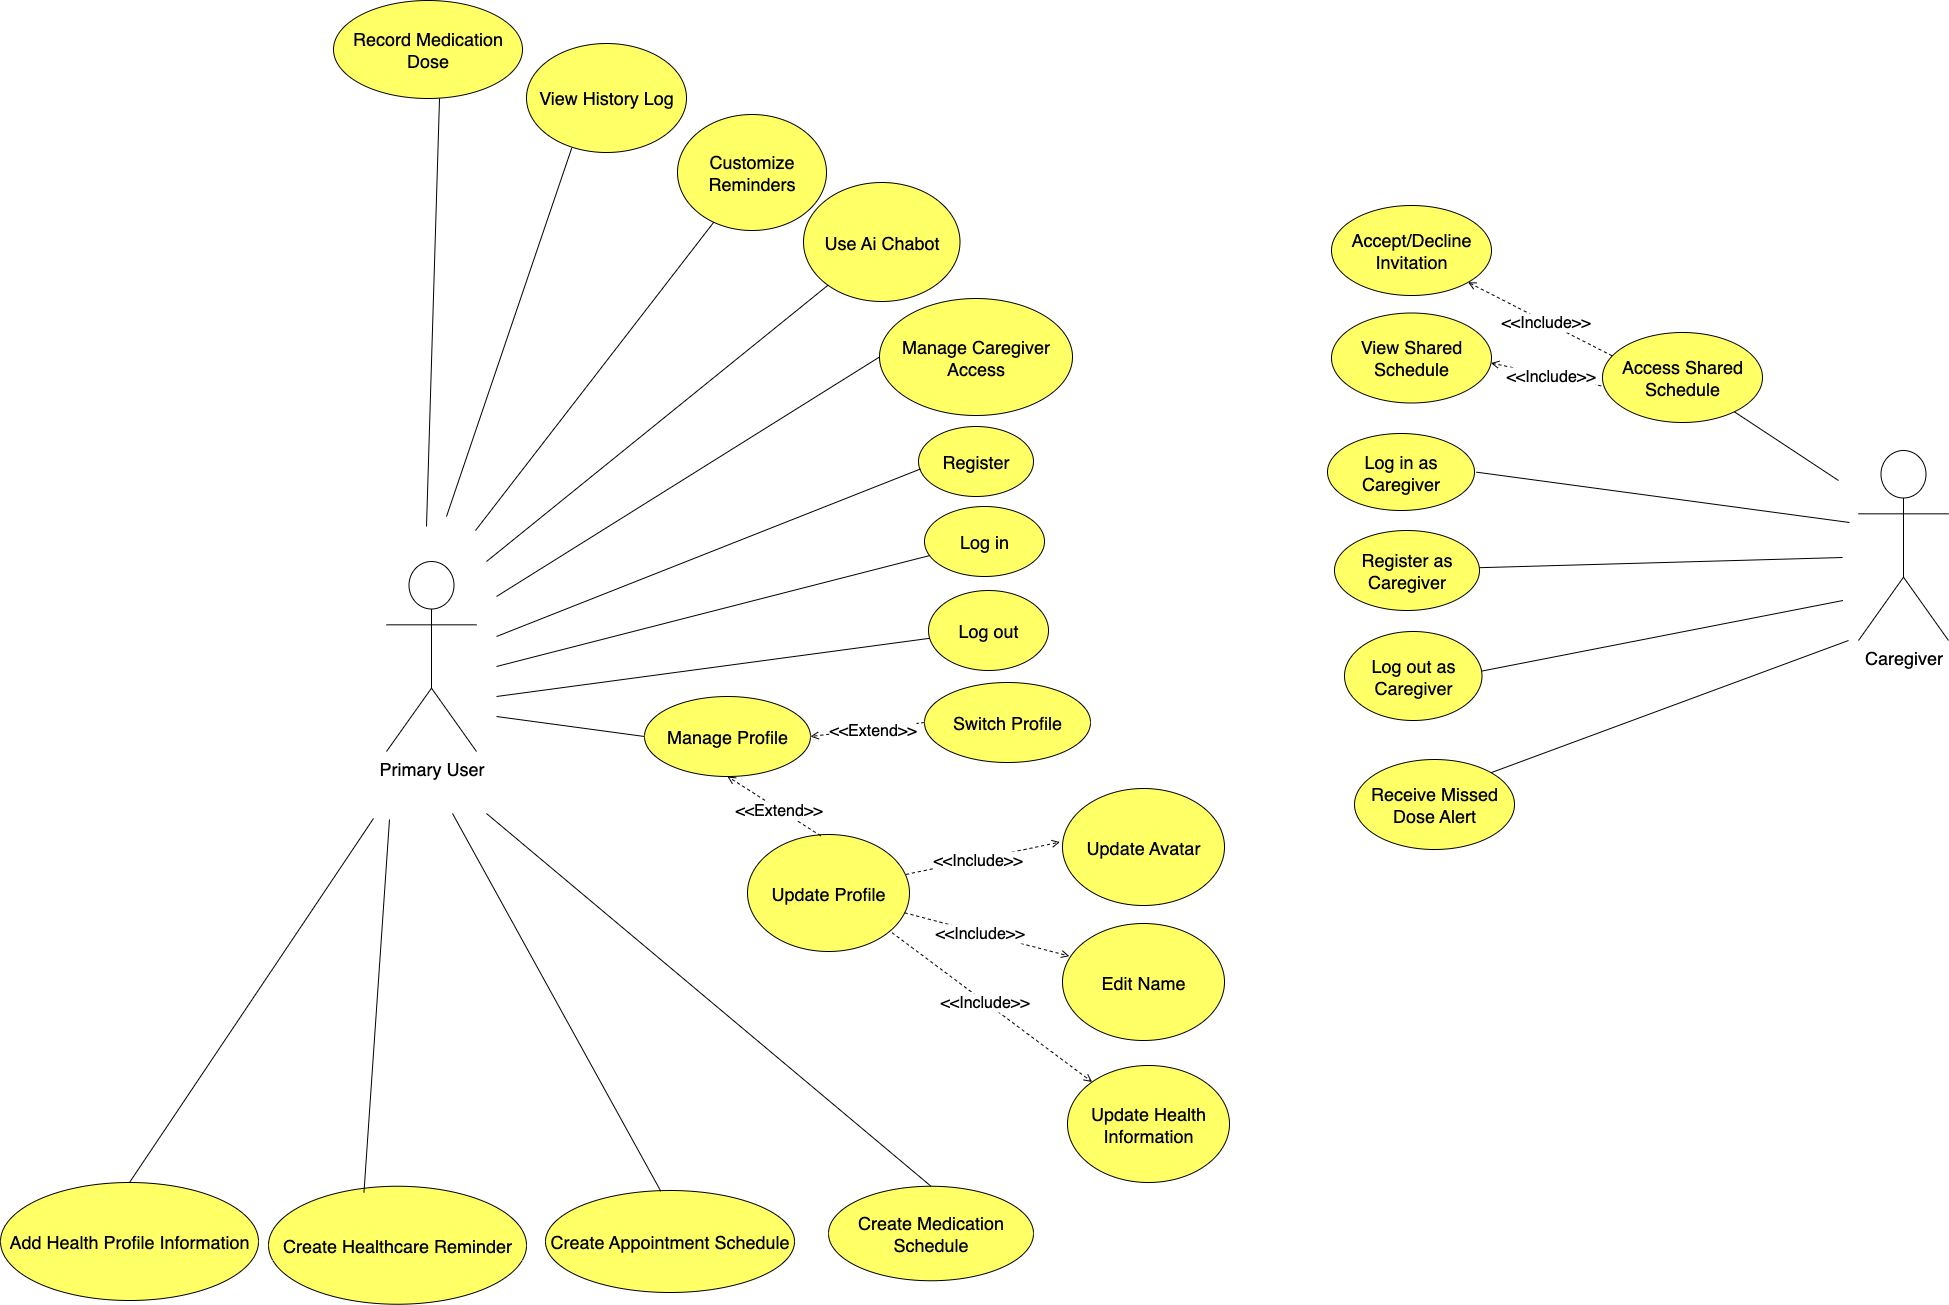 Record Medication
Dose
View History Log
Customize
Reminders
Use Ai Chabot
Manage Caregiver
Access
Register
Log in
Log out
Manage Profile
<<Extend>>
Switch Profile
Primary User
<<Extend>>
Update Profile
<<Include>>
Update Avatar
<<Include>>
Edit Name
<<Include>>
Update Health
Information
Add Health Profile Information
Create Healthcare Reminder
Create Appointment Schedule
Create Medication
Schedule
Accept/Decline
Invitation
<<Include>>
View Shared
Schedule
<<Include>>
Access Shared
Schedule
Log in as
Caregiver
Register as
Caregiver
Log out as
Caregiver
Caregiver
Receive Missed
Dose Alert